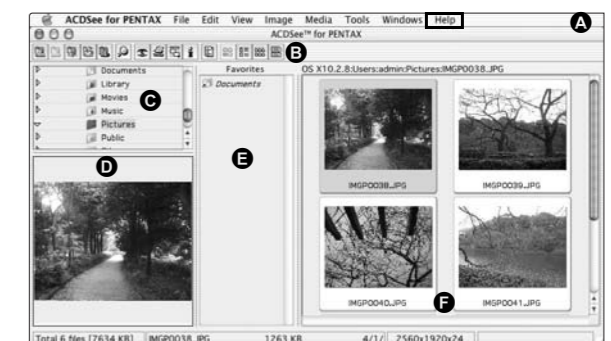 ACDSee for PENTAX File Edit View Image Media Tools Windows Help A
ACDSee™ for PENTAX
B
Documents
Library
Movies
Music
Pictures
Public
C
Favorites
Documents
E
OS X10.2.8:Users:admin:Pictures:IMGP0038.JPG
IMGP0038.JPG IMGP0039.JPG
IMGP0040.JPG IMGP0041.JPG
F
D
Total 6 files [7634 KB] IMGP0038.JPG 1263 KB 4/1/ 2560x1920x24